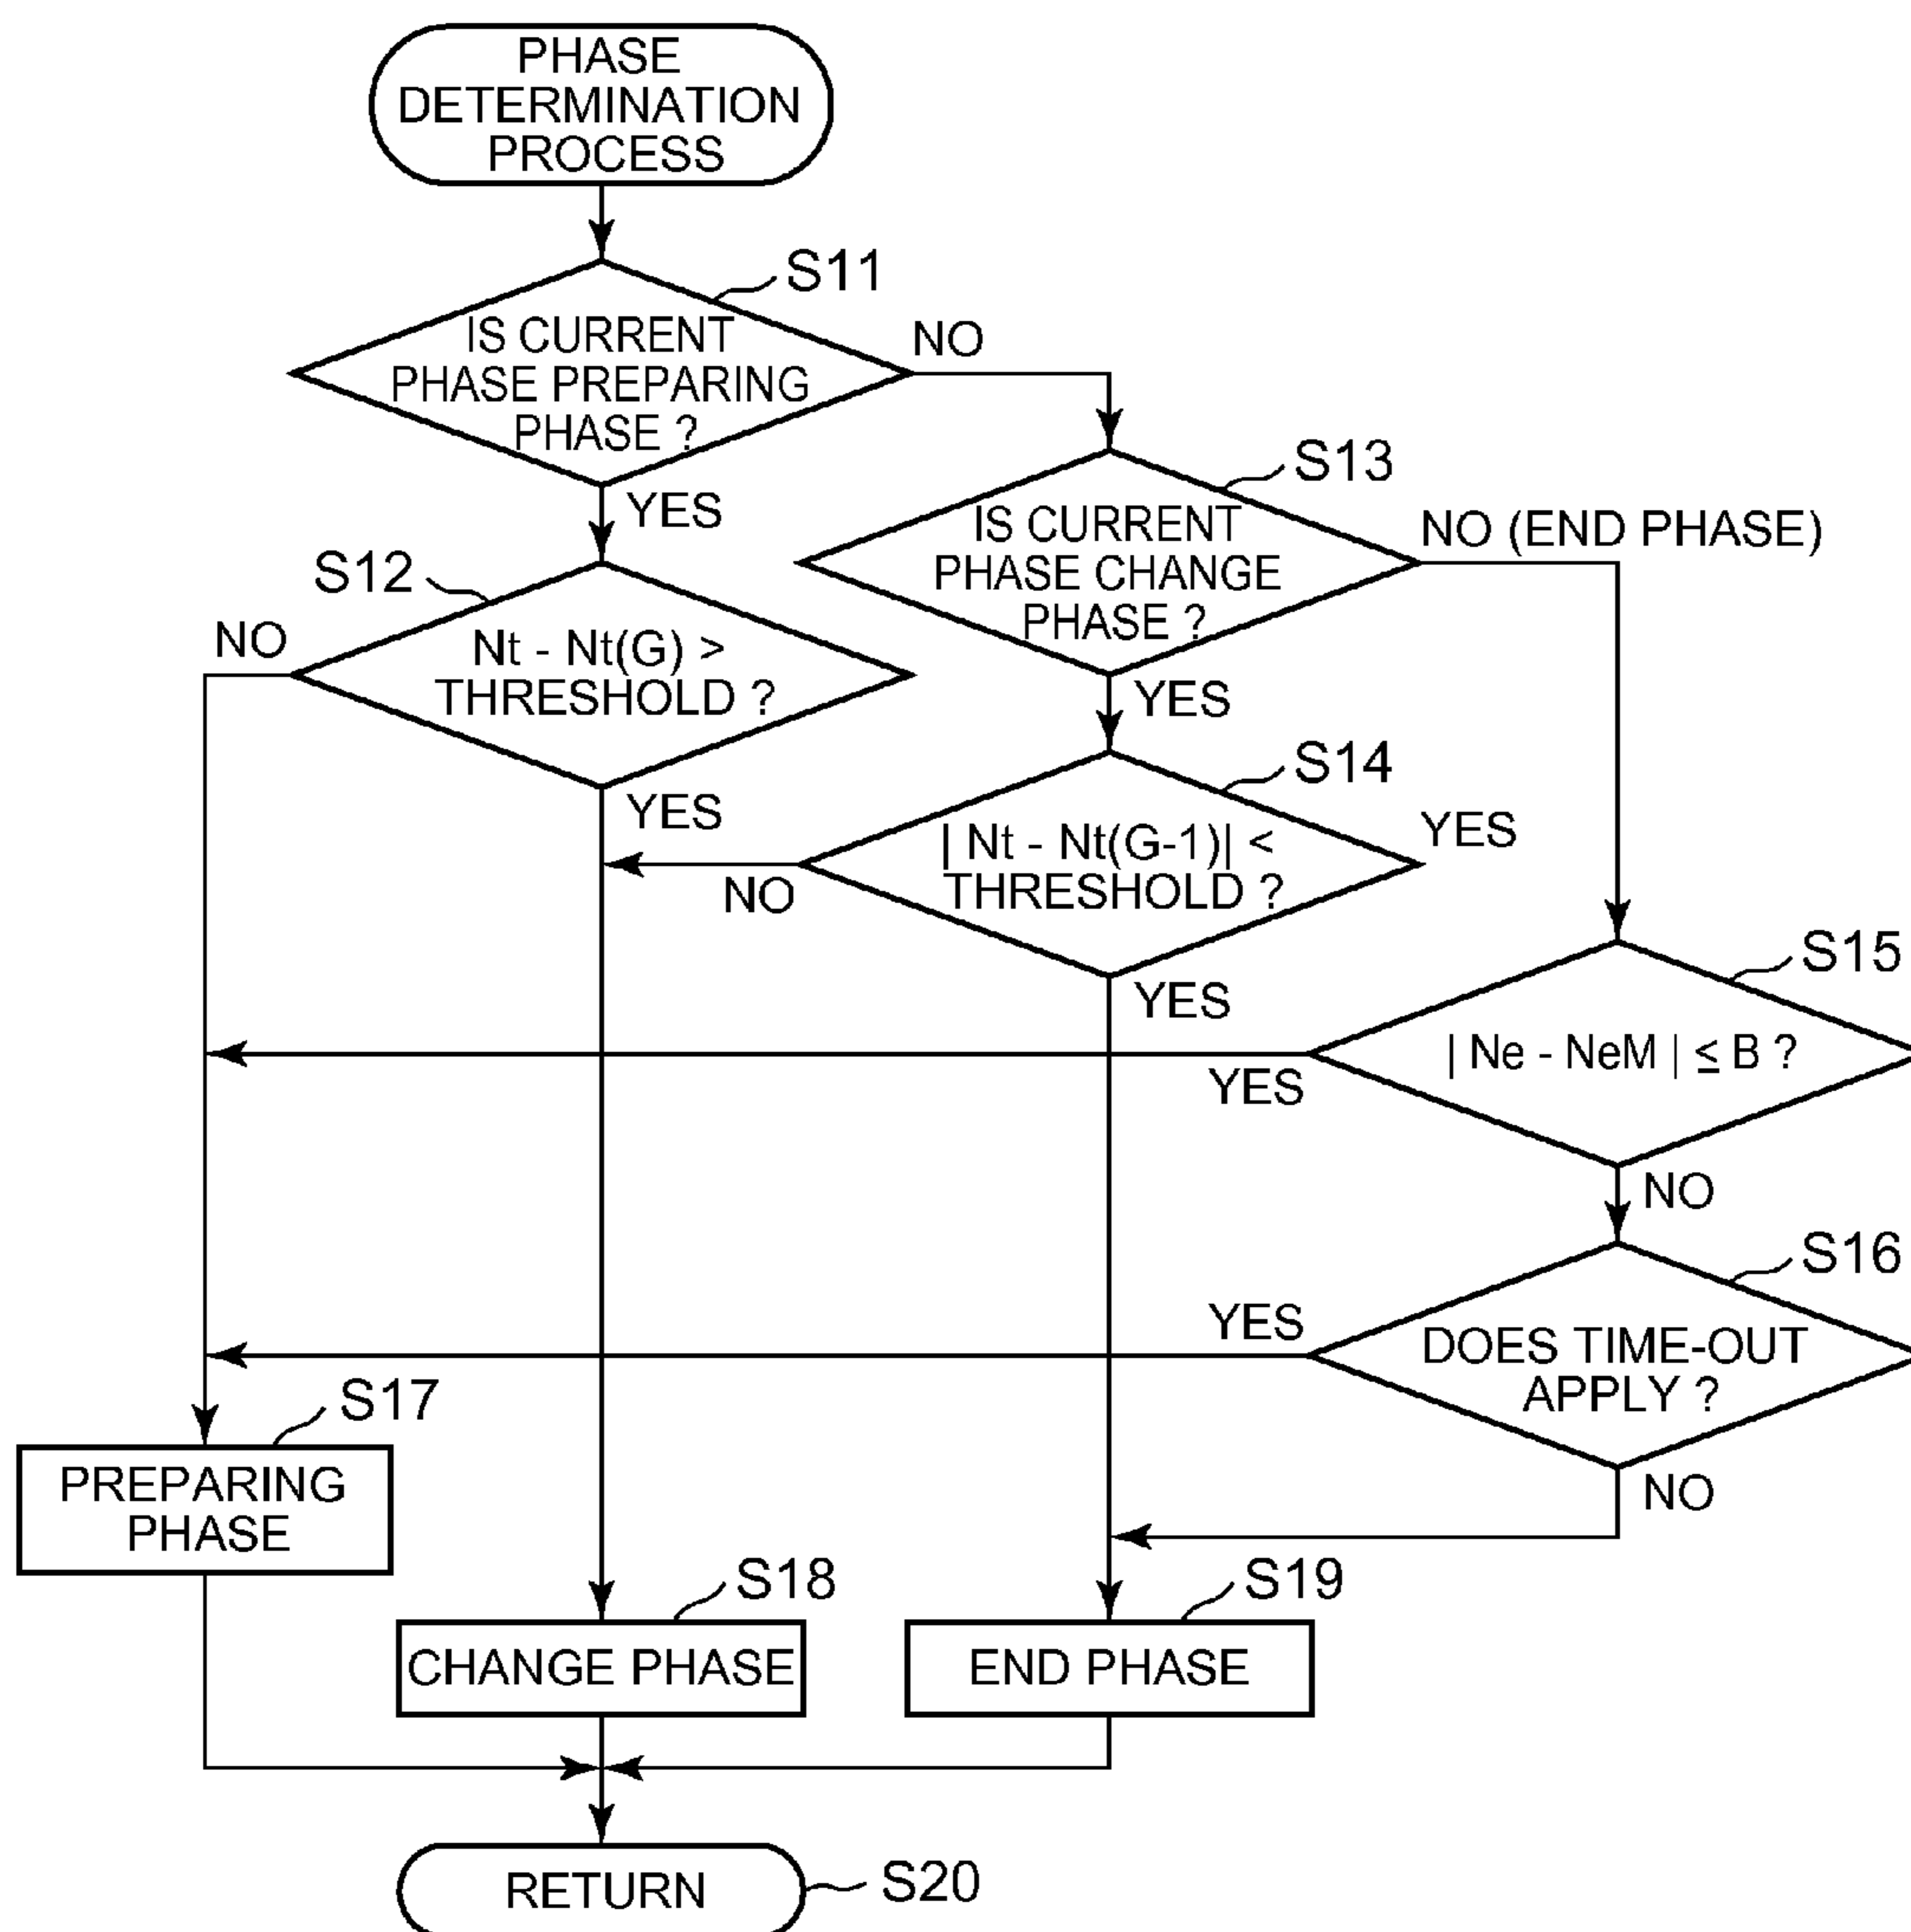 PHASE
DETERMINATION
PROCESS
S11
IS CURRENT
PHASE PREPARING
PHASE ?
NO
YES
S13
IS CURRENT
PHASE CHANGE
PHASE ?
NO (END PHASE)
YES
S12
Nt - Nt(G) >
THRESHOLD ?
NO
YES
S14
| Nt - Nt(G-1)| <
THRESHOLD ?
YES
NO
YES
S15
| Ne - NeM | ≤ B ?
YES
NO
S16
DOES TIME-OUT
APPLY ?
YES
NO
S17
PREPARING
PHASE
S18
CHANGE PHASE
S19
END PHASE
RETURN
S20